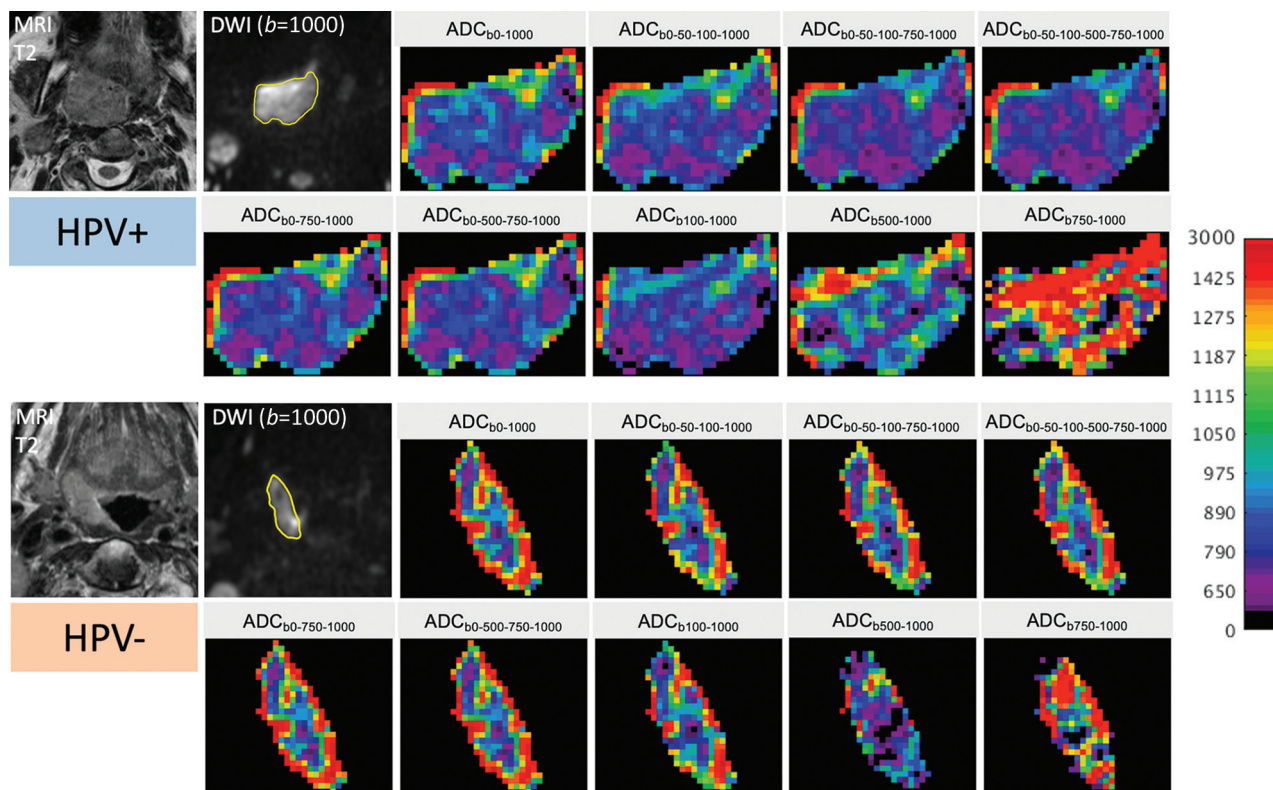 MRI
T2
DWI (b=1000)
ADCb0-1000
ADCb0-50-100-1000
ADCb0-50-100-750-1000
ADCb0-50-100-500-750-1000
HPV+
ADCb0-750-1000
ADCb0-500-750-1000
ADCb100-1000
ADCb500-1000
ADCb750-1000
3000
1425
1275
1187
1115
1050
975
890
790
650
0
MRI
T2
DWI (b=1000)
ADCb0-1000
ADCb0-50-100-1000
ADCb0-50-100-750-1000
ADCb0-50-100-500-750-1000
HPV-
ADCb0-750-1000
ADCb0-500-750-1000
ADCb100-1000
ADCb500-1000
ADCb750-1000